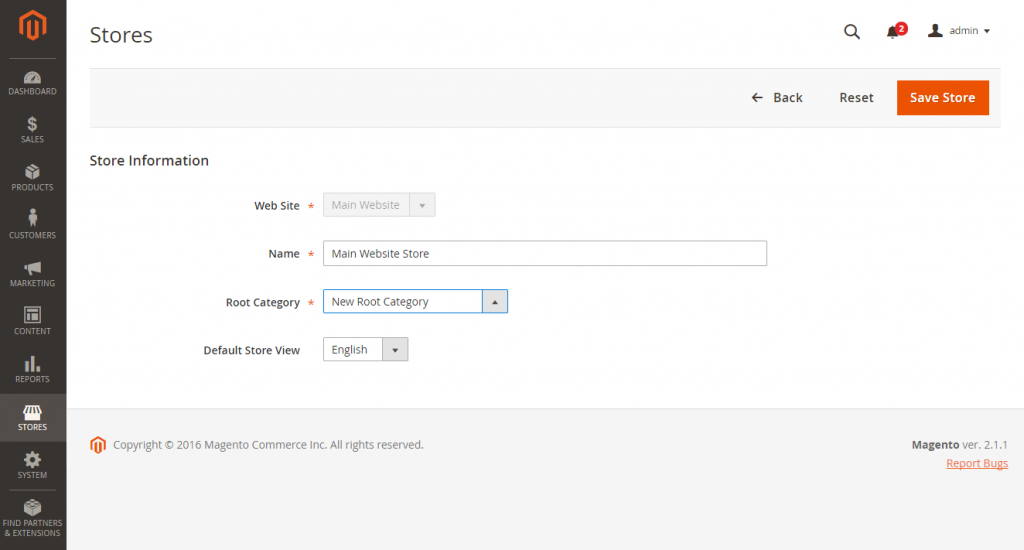 Stores
2
admin
DASHBOARD
SALES
PRODUCTS
CUSTOMERS
MARKETING
CONTENT
REPORTS
STORES
SYSTEM
FIND PARTNERS
& EXTENSIONS
Back
Reset
Save Store
Store Information
Web Site * Main Website
Name * Main Website Store
Root Category * New Root Category
Default Store View English
Copyright © 2016 Magento Commerce Inc. All rights reserved.
Magento ver. 2.1.1
Report Bugs